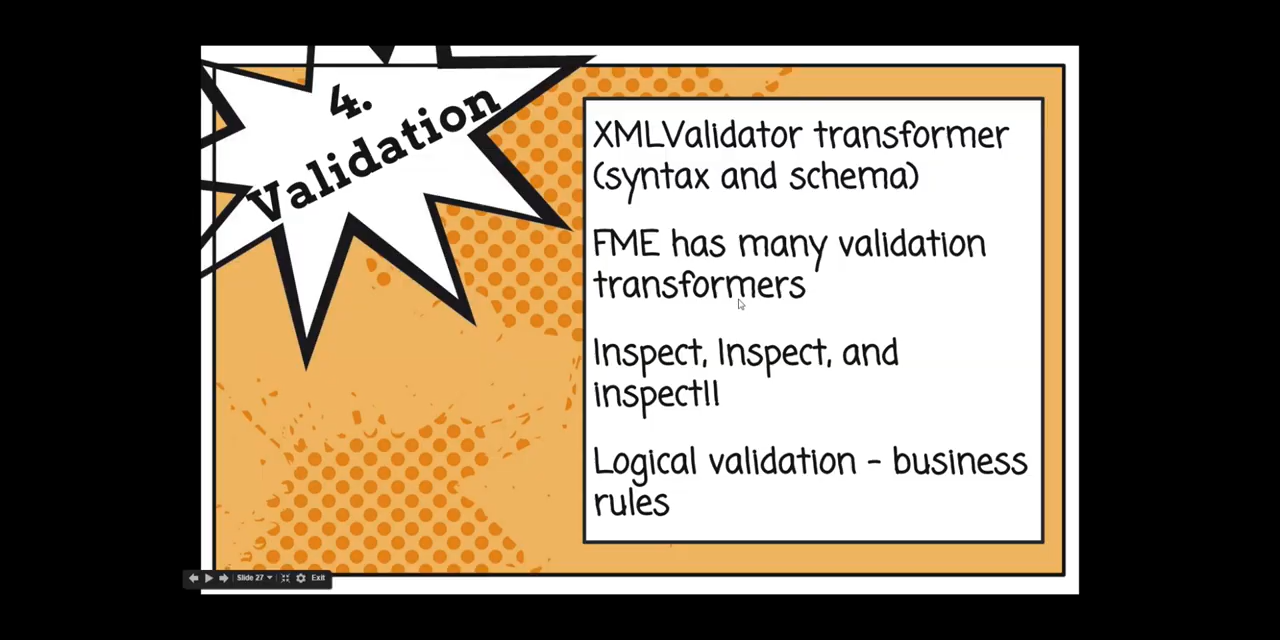 4.
Validation
XMLValidator transformer
(syntax and schema)
FME has many validation
transformers
Inspect, Inspect, and
inspect!!
Logical validation - business
rules
Slide 27
Exit